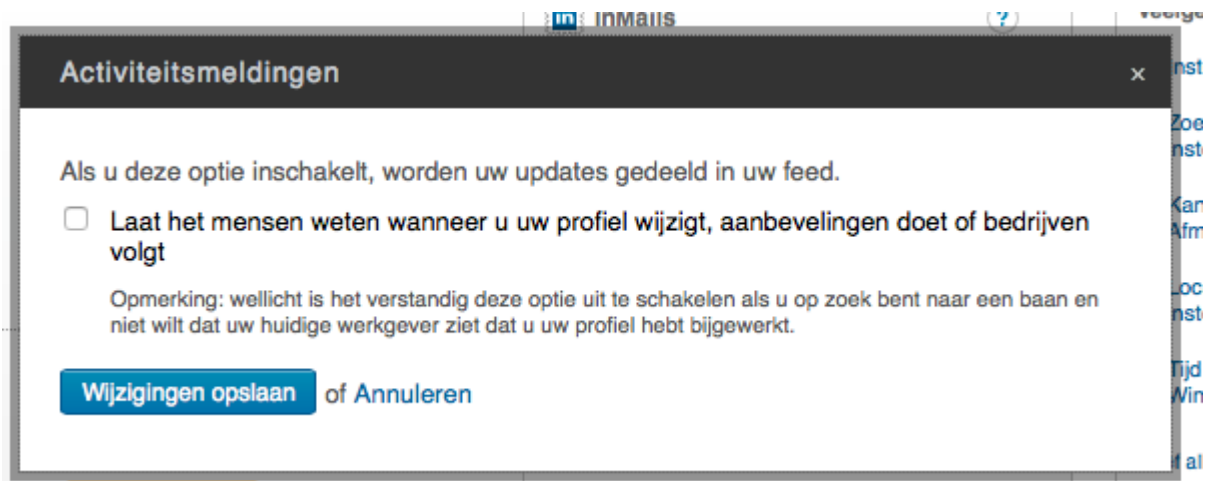 in InMails ?
Activiteitsmeldingen ×
Als u deze optie inschakelt, worden uw updates gedeeld in uw feed.
Laat het mensen weten wanneer u uw profiel wijzigt, aanbevelingen doet of bedrijven
volgt
Opmerking: wellicht is het verstandig deze optie uit te schakelen als u op zoek bent naar een baan en
niet wilt dat uw huidige werkgever ziet dat u uw profiel hebt bijgewerkt.
Wijzigingen opslaan of Annuleren